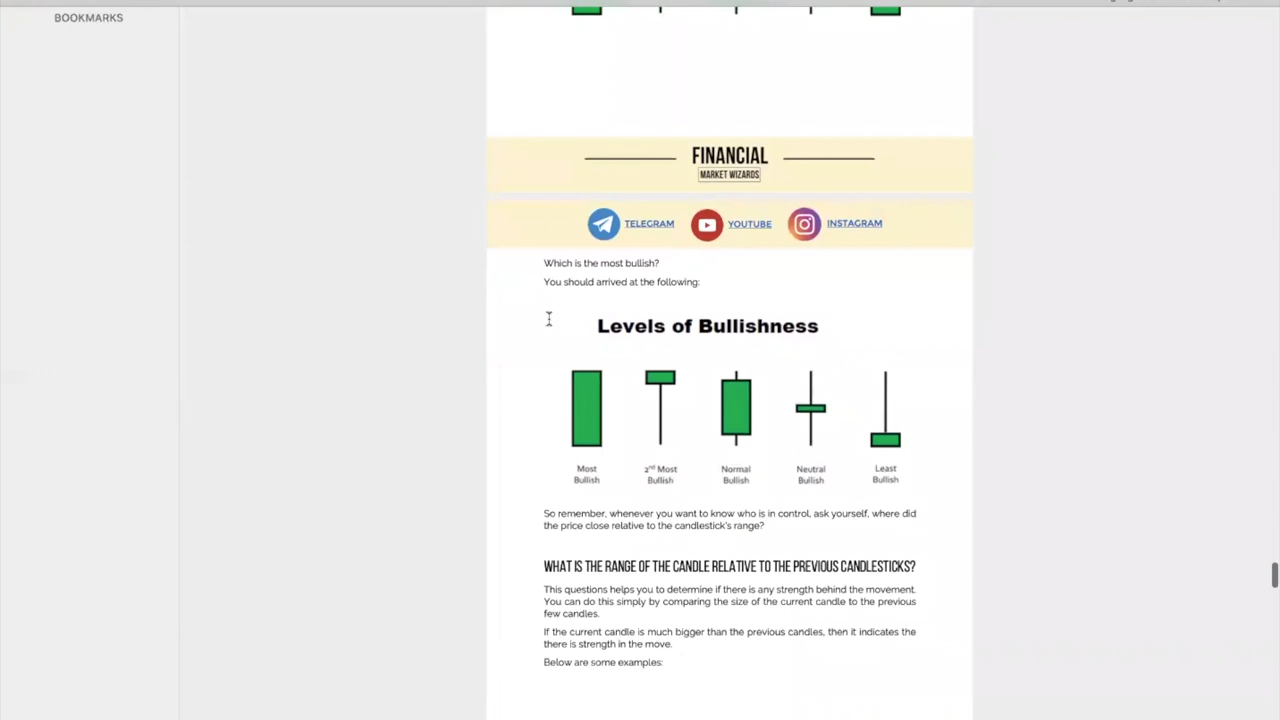 BOOKMARKS
FINANCIAL
MARKET WIZARDS
TELEGRAM YOUTUBE INSTAGRAM
Which is the most bullish?
You should arrived at the following:
Levels of Bullishness
Most Bullish
2nd Most Bullish
Normal Bullish
Neutral Bullish
Least Bullish
So remember, whenever you want to know who is in control, ask yourself, where did
the price close relative to the candlestick's range?
WHAT IS THE RANGE OF THE CANDLE RELATIVE TO THE PREVIOUS CANDLESTICKS?
This questions helps you to determine if there is any strength behind the movement.
You can do this simply by comparing the size of the current candle to the previous
few candles.
If the current candle is much bigger than the previous candles, then it indicates the
there is strength in the move.
Below are some examples: